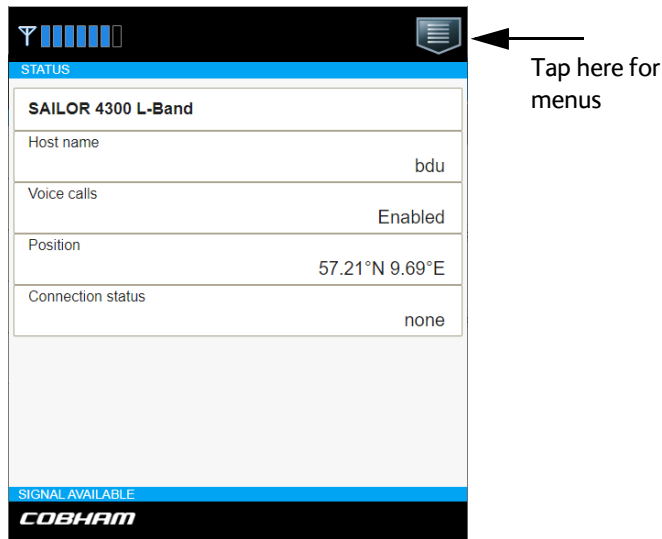 STATUS
SAILOR 4300 L-Band
Host name
bdu
Voice calls
Enabled
Position
57.21°N 9.69°E
Connection status
none
SIGNAL AVAILABLE
COBHAM
Tap here for
menus